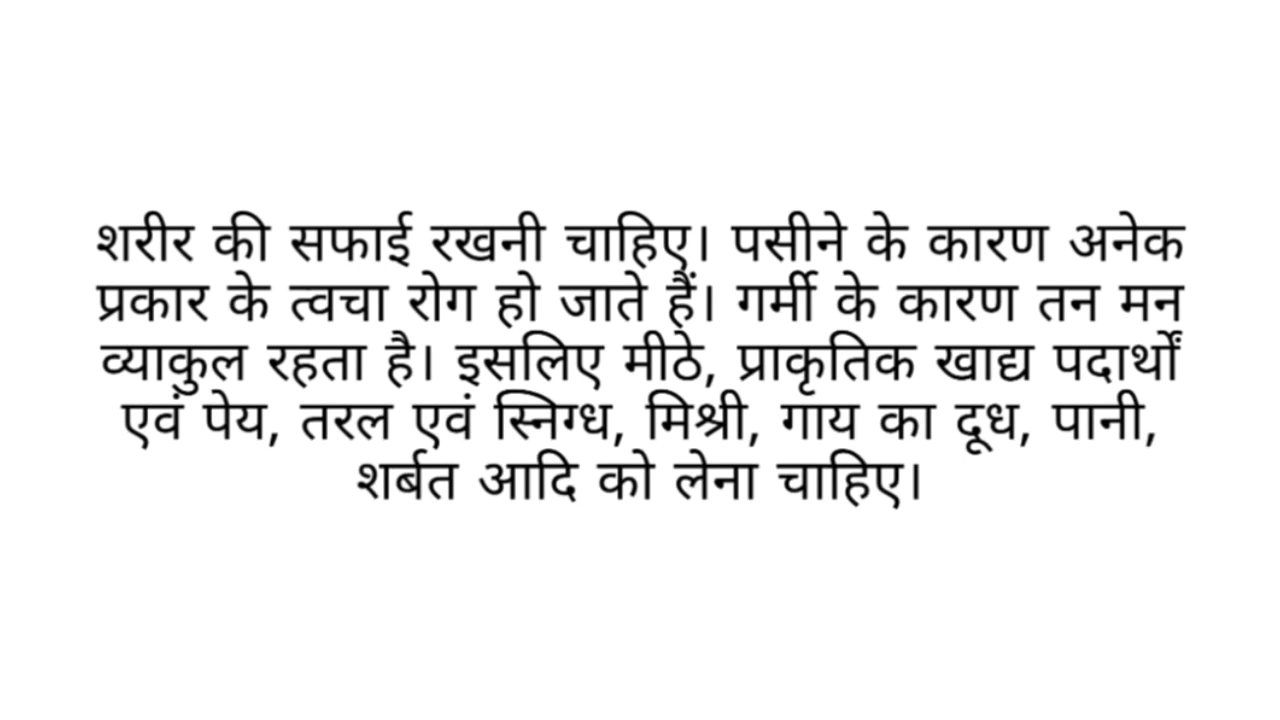 शरीर की सफाई रखनी चाहिए। पसीने के कारण अनेक
प्रकार के त्वचा रोग हो जाते हैं। गर्मी के कारण तन मन
व्याकुल रहता है। इसलिए मीठे, प्राकृतिक खाद्य पदार्थों
एवं पेय, तरल एवं स्निग्ध, मिश्री, गाय का दूध, पानी,
शर्बत आदि को लेना चाहिए।